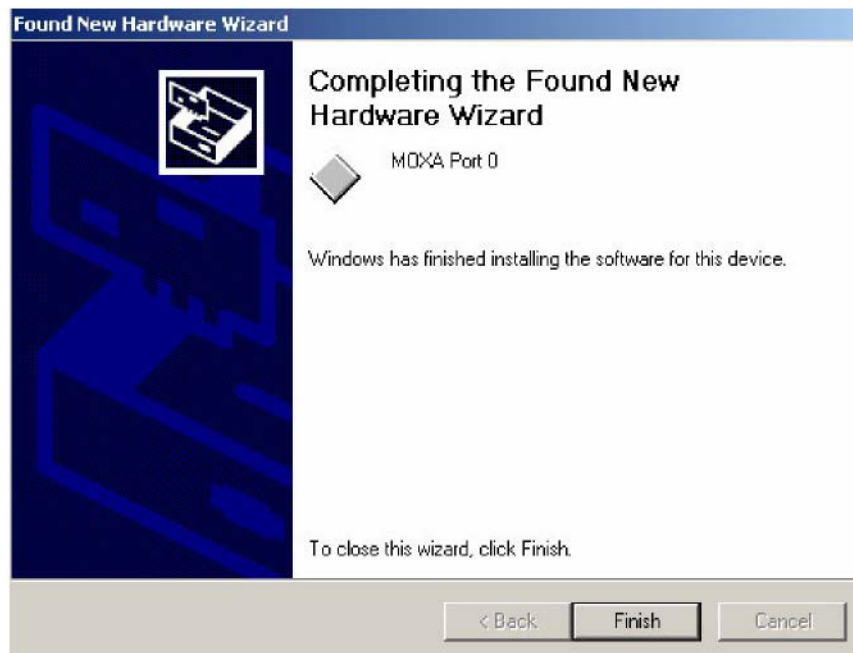 Found New Hardware Wizard
Completing the Found New
Hardware Wizard
MOXA Port 0
Windows has finished installing the software for this device.
To close this wizard, click Finish.
< Back
Finish
Cancel